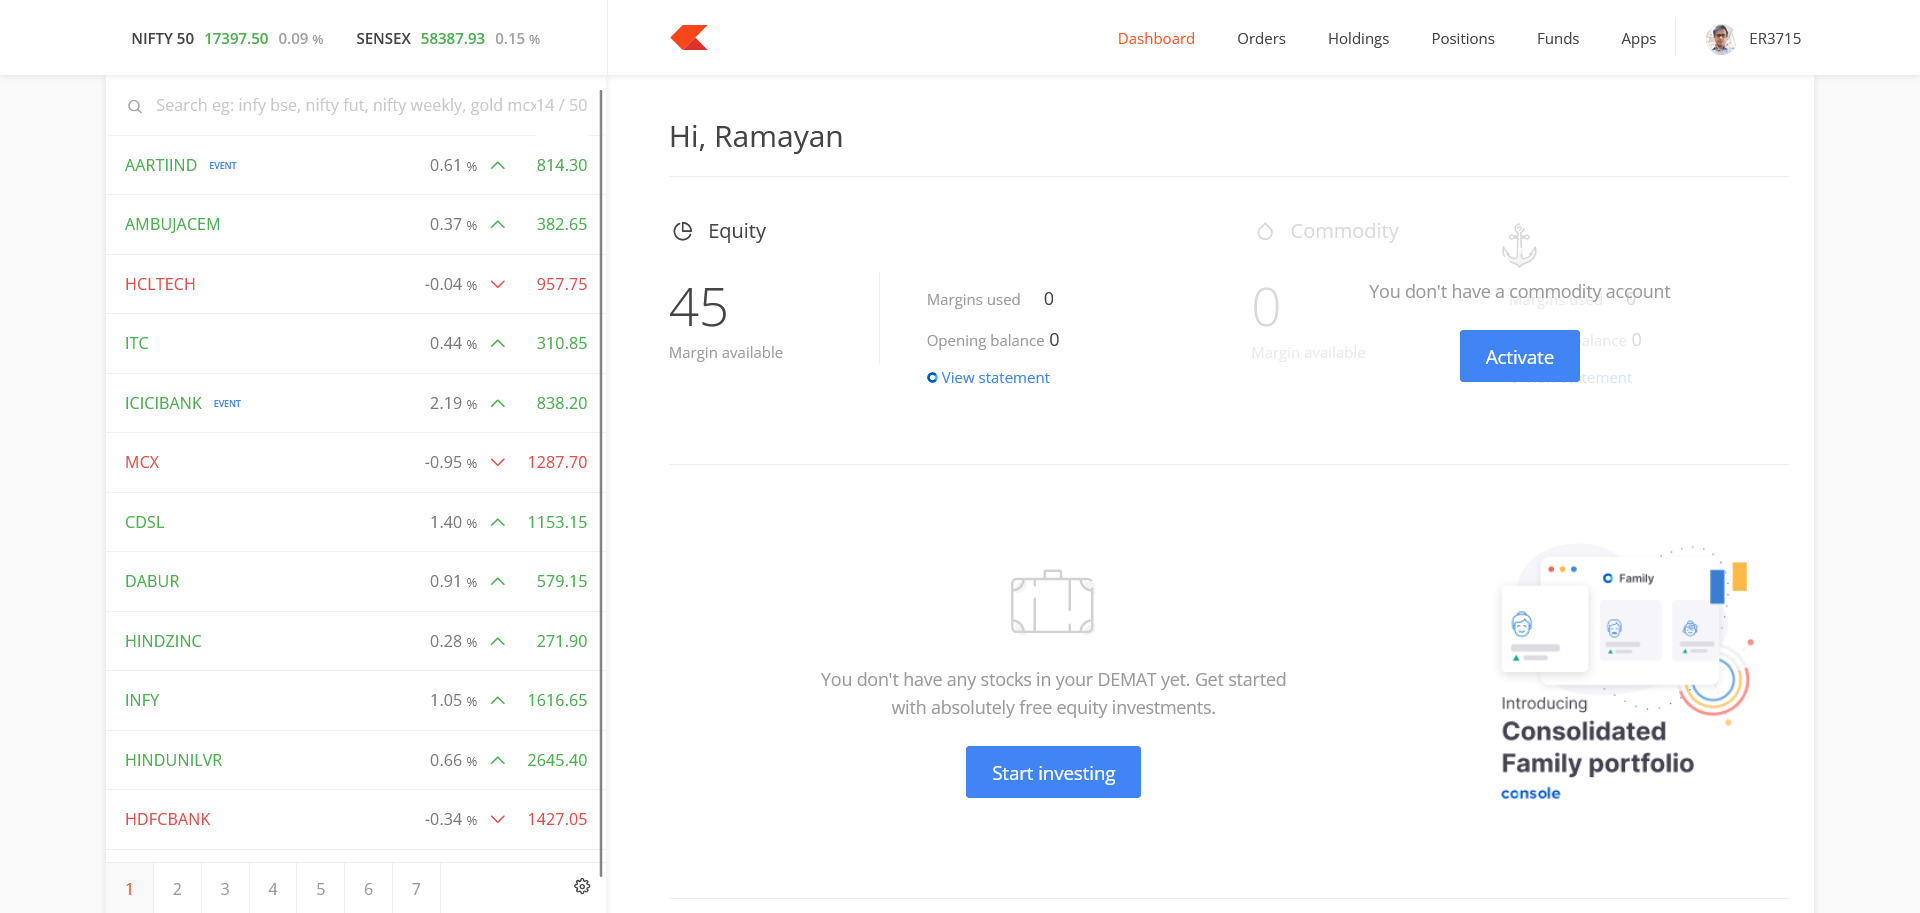 NIFTY 50 17397.50 0.09 % SENSEX 58387.93 0.15 %
Dashboard Orders Holdings Positions Funds Apps ER3715
Search eg: infy bse, nifty fut, nifty weekly, gold mcx 14 / 50
AARTIIND EVENT 0.61 % 814.30
AMBUJACEM 0.37 % 382.65
HCLTECH -0.04 % 957.75
ITC 0.44 % 310.85
ICICIBANK EVENT 2.19 % 838.20
MCX -0.95 % 1287.70
CDSL 1.40 % 1153.15
DABUR 0.91 % 579.15
HINDZINC 0.28 % 271.90
INFY 1.05 % 1616.65
HINDUNILVR 0.66 % 2645.40
HDFCBANK -0.34 % 1427.05
1 2 3 4 5 6 7
Hi, Ramayan
Equity
45
Margin available
Margins used 0
Opening balance 0
View statement
Commodity
0
Margin available
Margins used 0
balance 0
statement
You don't have a commodity account
Activate
You don't have any stocks in your DEMAT yet. Get started
with absolutely free equity investments.
Start investing
Family
Introducing
Consolidated
Family portfolio
console